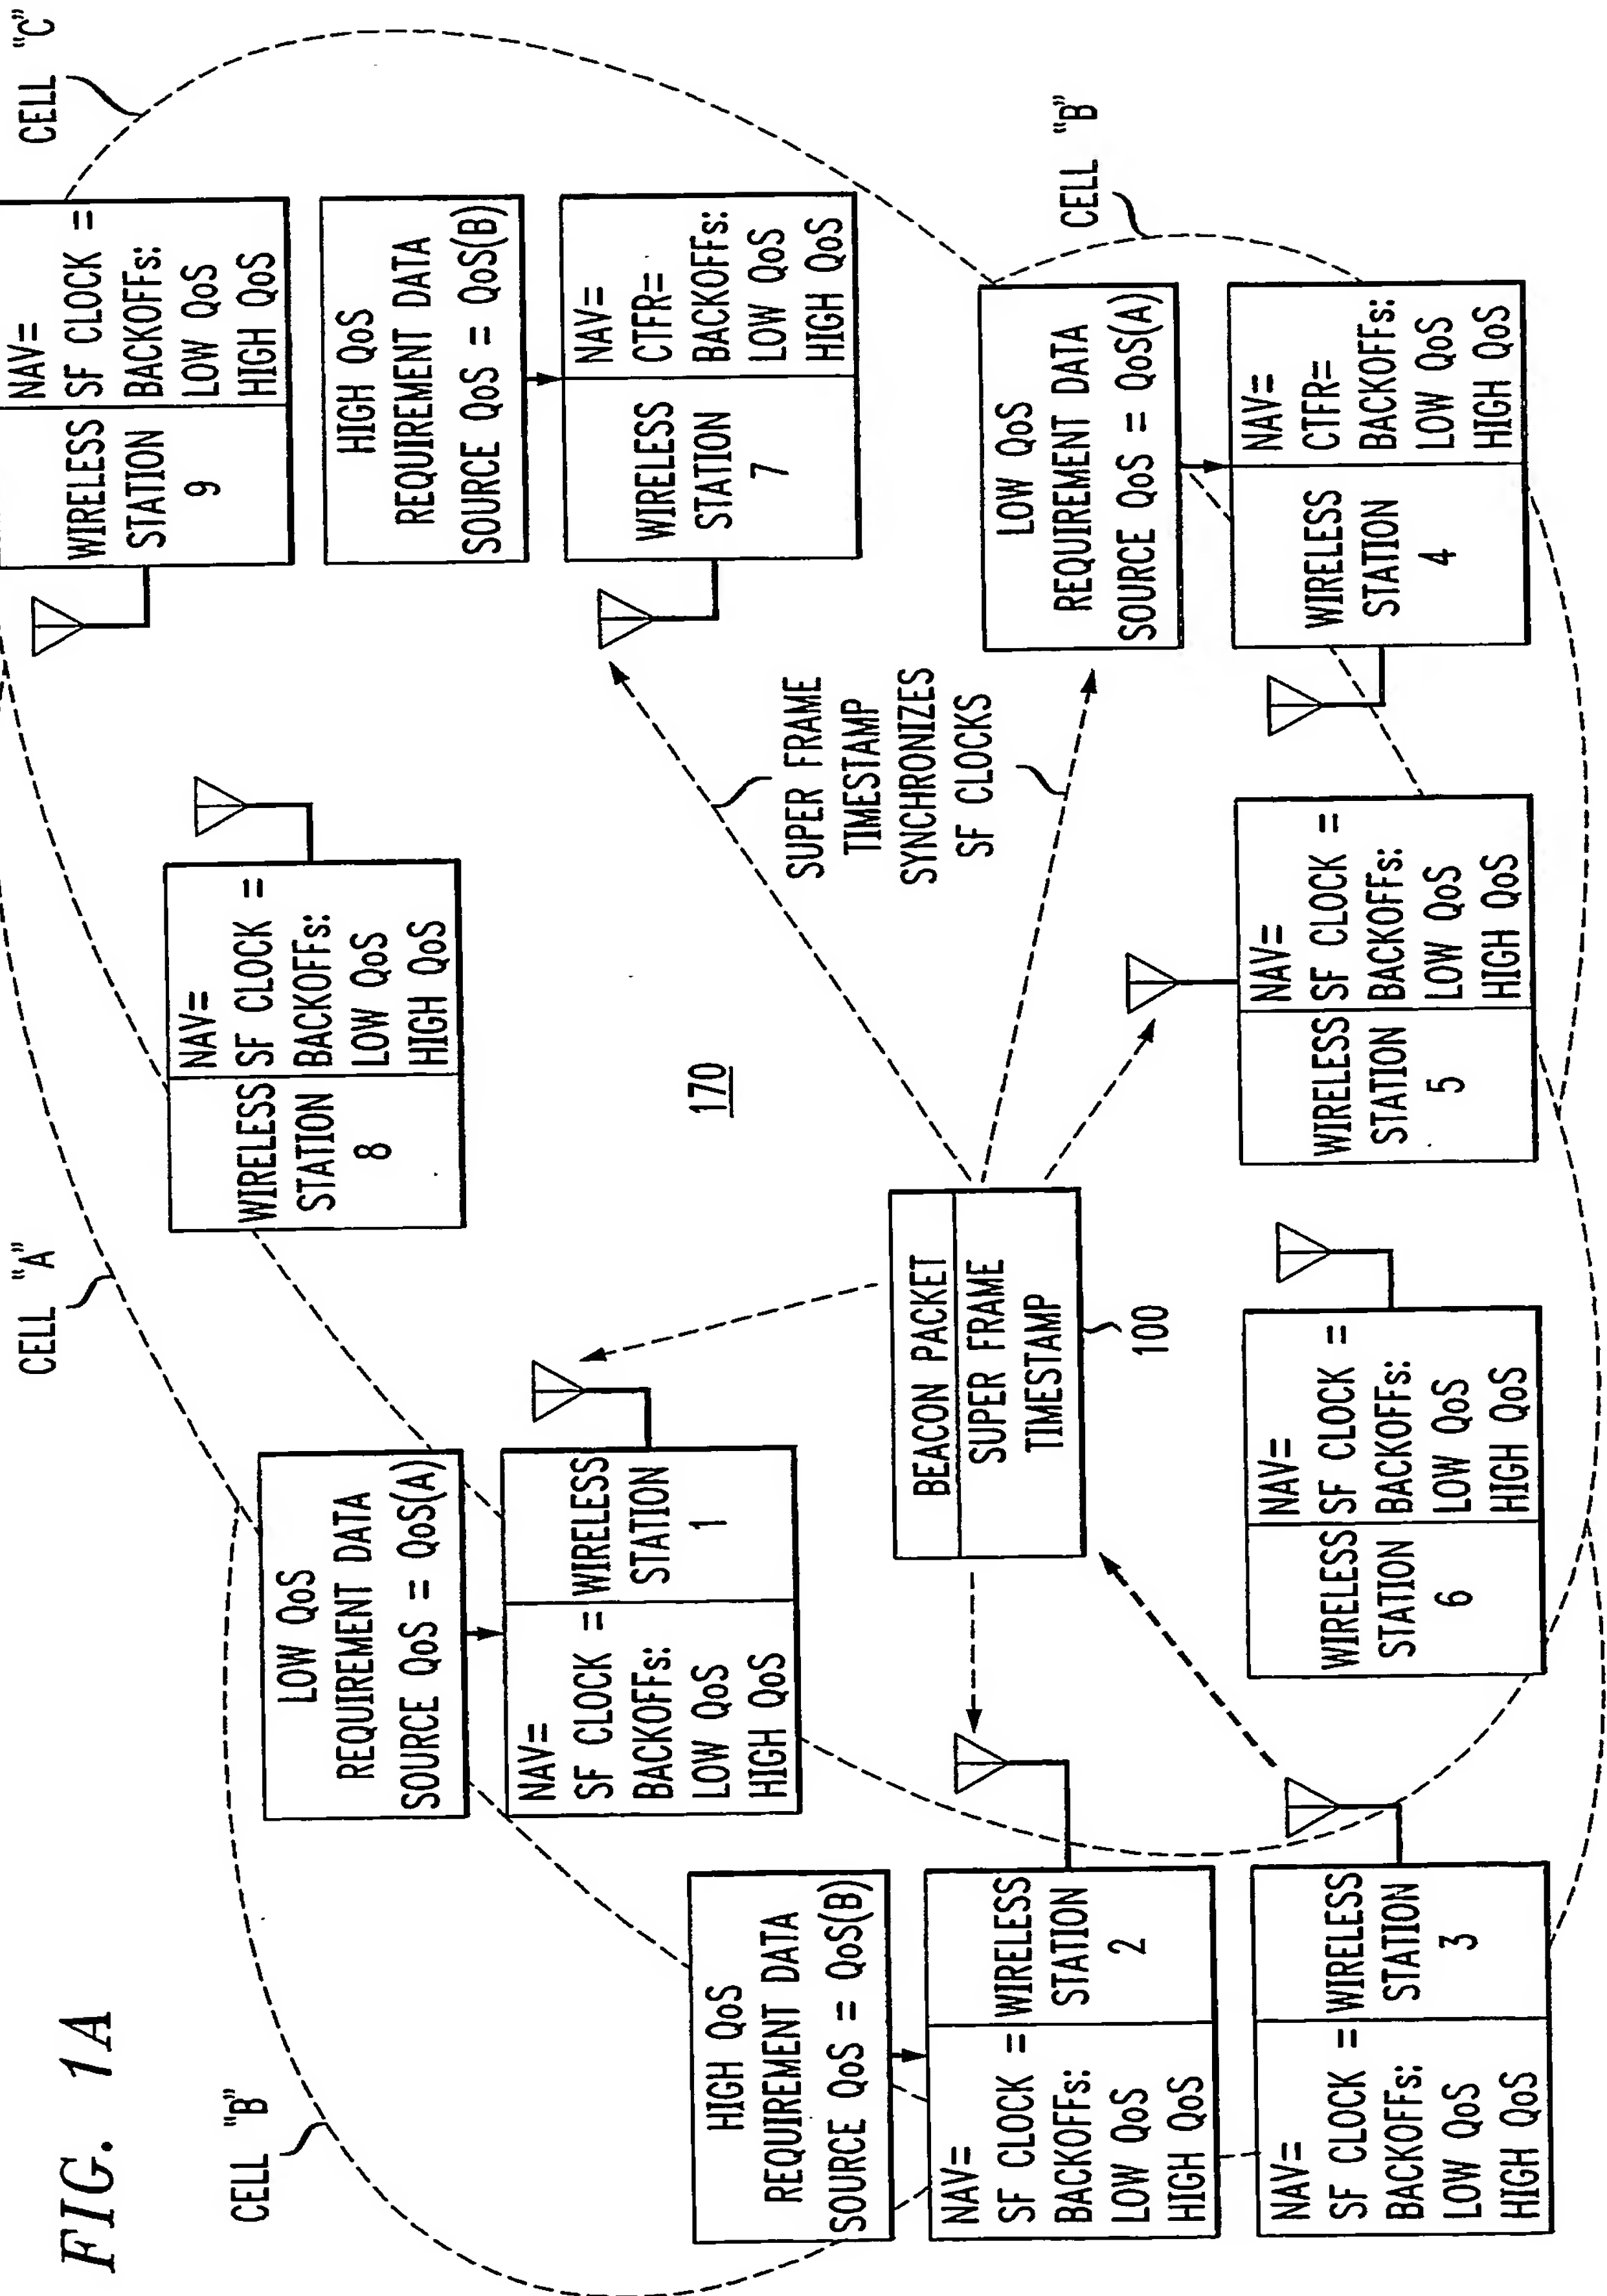 FIG. 1A
CELL "B"
CELL "A"
CELL "C"
LOW QoS
REQUIREMENT DATA
SOURCE QoS = QoS(A)
NAV=
SF CLOCK =
BACKOFFs:
LOW QoS
HIGH QoS
WIRELESS
STATION
1
HIGH QoS
REQUIREMENT DATA
SOURCE QoS = QoS(B)
NAV=
SF CLOCK =
BACKOFFs:
LOW QoS
HIGH QoS
WIRELESS
STATION
2
NAV=
SF CLOCK =
BACKOFFs:
LOW QoS
HIGH QoS
WIRELESS
STATION
3
WIRELESS
STATION
8
NAV=
SF CLOCK =
BACKOFFs:
LOW QoS
HIGH QoS
170
BEACON PACKET
SUPER FRAME
TIMESTAMP
100
SUPER FRAME
TIMESTAMP
SYNCHRONIZES
SF CLOCKS
WIRELESS
STATION
6
NAV=
SF CLOCK =
BACKOFFs:
LOW QoS
HIGH QoS
WIRELESS
STATION
5
NAV=
SF CLOCK =
BACKOFFs:
LOW QoS
HIGH QoS
WIRELESS
STATION
9
NAV=
SF CLOCK =
BACKOFFs:
LOW QoS
HIGH QoS
HIGH QoS
REQUIREMENT DATA
SOURCE QoS = QoS(B)
WIRELESS
STATION
7
NAV=
CTFR=
BACKOFFs:
LOW QoS
HIGH QoS
CELL "B"
LOW QoS
REQUIREMENT DATA
SOURCE QoS = QoS(A)
WIRELESS
STATION
4
NAV=
CTFR=
BACKOFFs:
LOW QoS
HIGH QoS